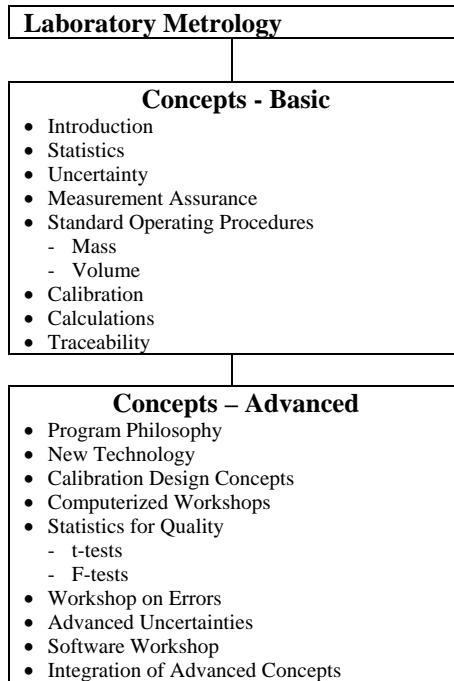 Laboratory Metrology
Concepts - Basic
• Introduction
• Statistics
• Uncertainty
• Measurement Assurance
• Standard Operating Procedures
- Mass
- Volume
• Calibration
• Calculations
• Traceability
Concepts – Advanced
• Program Philosophy
• New Technology
• Calibration Design Concepts
• Computerized Workshops
• Statistics for Quality
- t-tests
- F-tests
• Workshop on Errors
• Advanced Uncertainties
• Software Workshop
• Integration of Advanced Concepts